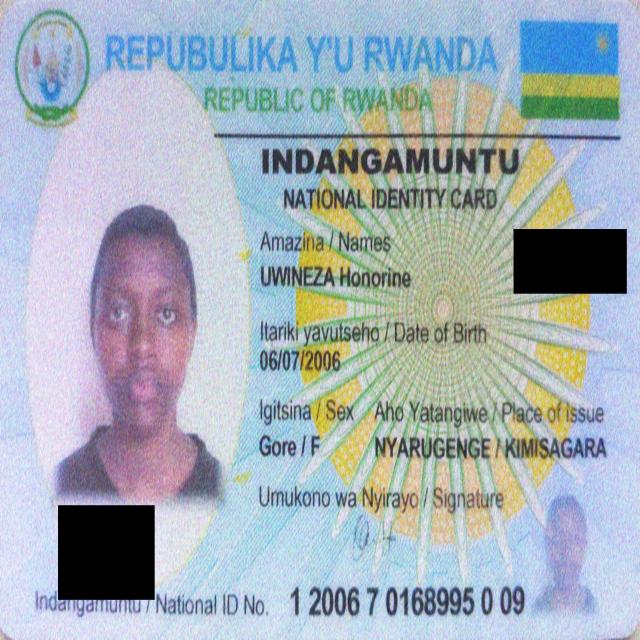 REPUBULIKA Y'U RWANDA
REPUBLIC OF RWANDA
INDANGAMUNTU
NATIONAL IDENTITY CARD
Amazina / Names
UWINEZA Honorine
Itariki yavutseho / Date of Birth
06/07/2006
Igitsina / Sex Aho Yatangiwe / Place of Issue
Gore / F NYARUGENGE / KIMISAGARA
Umukono wa Nyirayo / Signature
Indangamuntu / National ID No. 1 2006 7 0168995 0 09